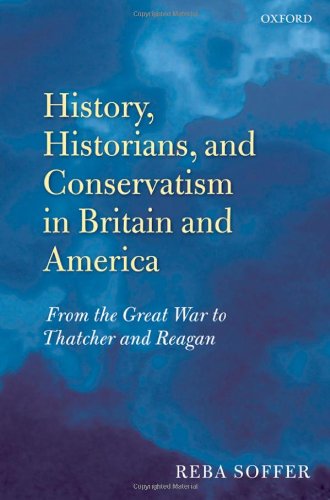 OXFORD
History,
Historians, and
Conservatism
in Britain and
America
From the Great War to
Thatcher and Reagan
REBA SOFFER